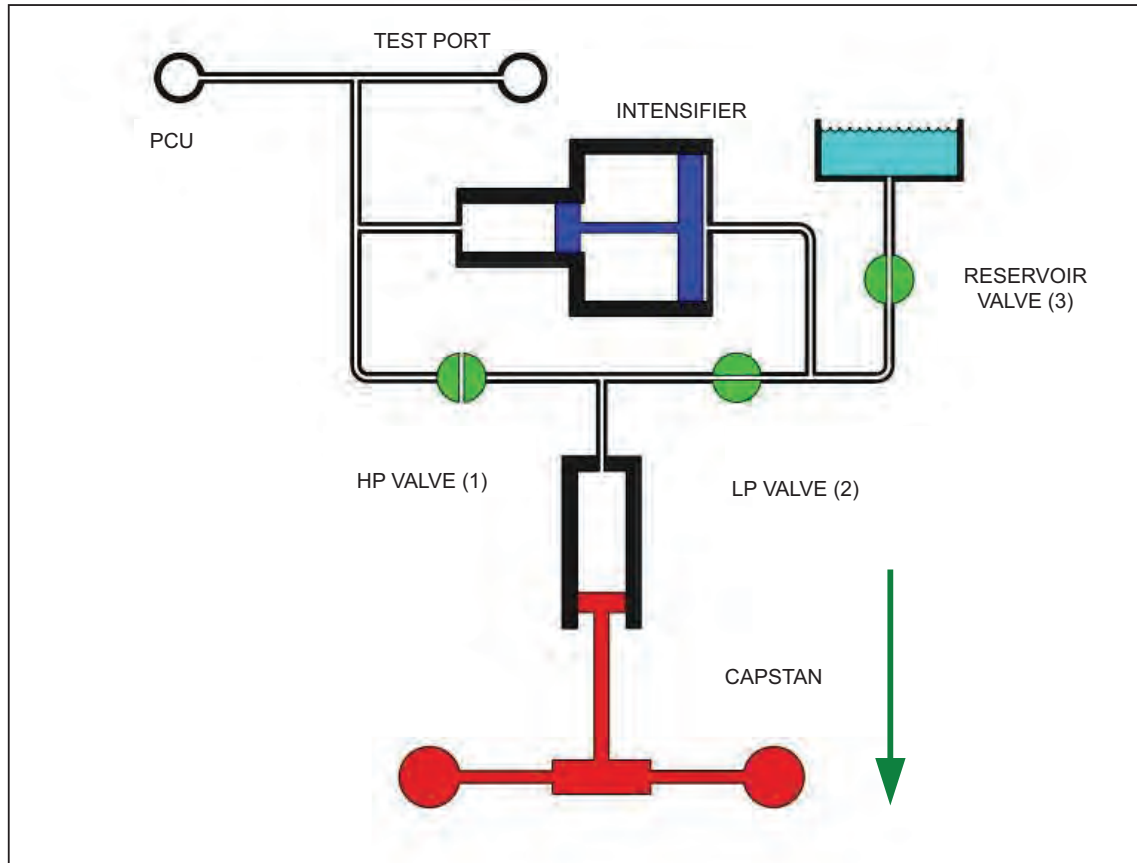 TEST PORT
PCU
INTENSIFIER
RESERVOIR
VALVE (3)
HP VALVE (1)
LP VALVE (2)
CAPSTAN